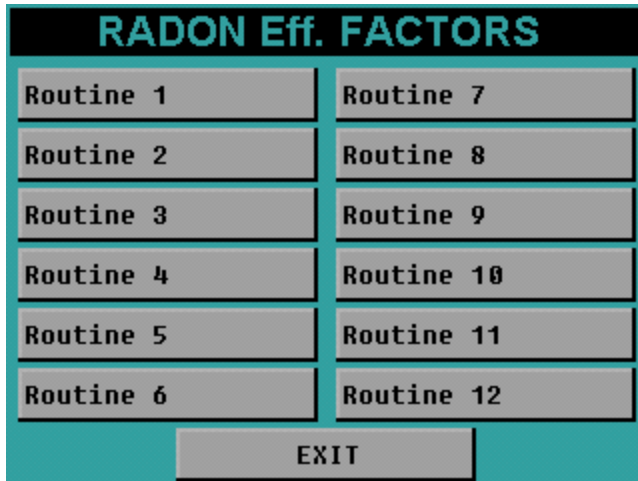 RADON Eff. FACTORS
Routine 1
Routine 2
Routine 3
Routine 4
Routine 5
Routine 6
Routine 7
Routine 8
Routine 9
Routine 10
Routine 11
Routine 12
EXIT